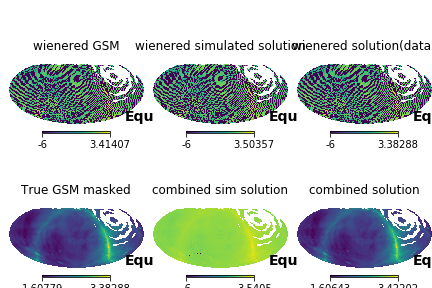 wienered GSM wienered simulated solution wienered solution(data
Equ Equ Equ
-6 3.41407 -6 3.50357 -6 3.38288
True GSM masked combined sim solution combined solution
Equ Equ Equ
1.60779 3.38288 -6 3.5405 1.60643 3.42202